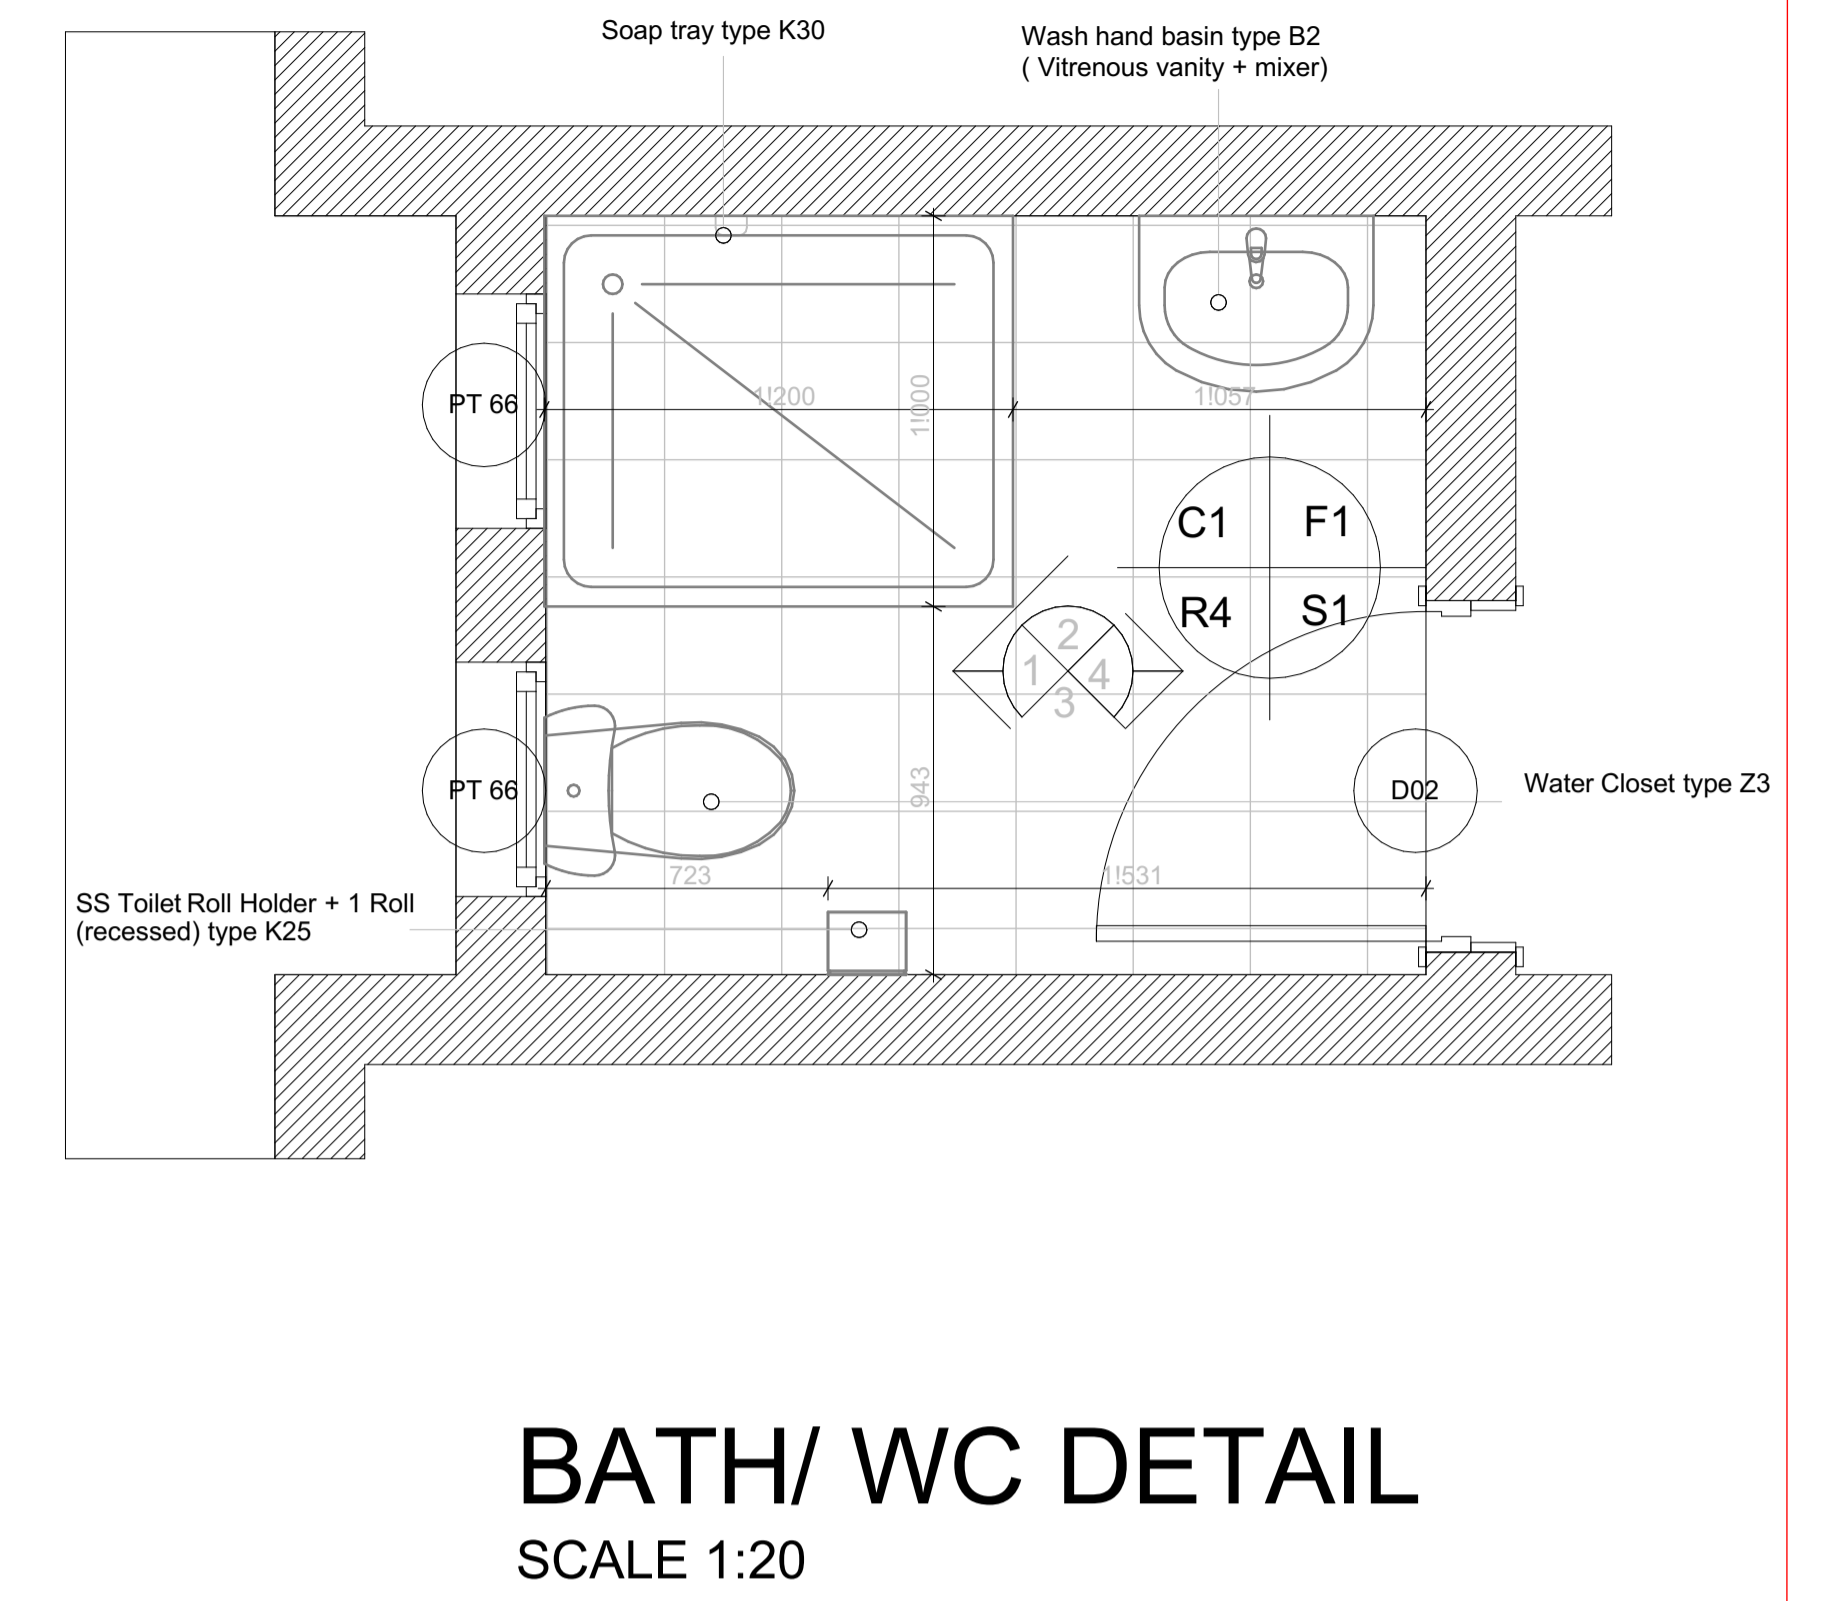 Soap tray type K30
Wash hand basin type B2
( Vitrenous vanity + mixer)
PT 66
1!200
1!000
1!057
C1
F1
R4
S1
2
1
4
3
PT 66
943
D02
Water Closet type Z3
723
1!531
SS Toilet Roll Holder + 1 Roll
(recessed) type K25
BATH/ WC DETAIL
SCALE 1:20